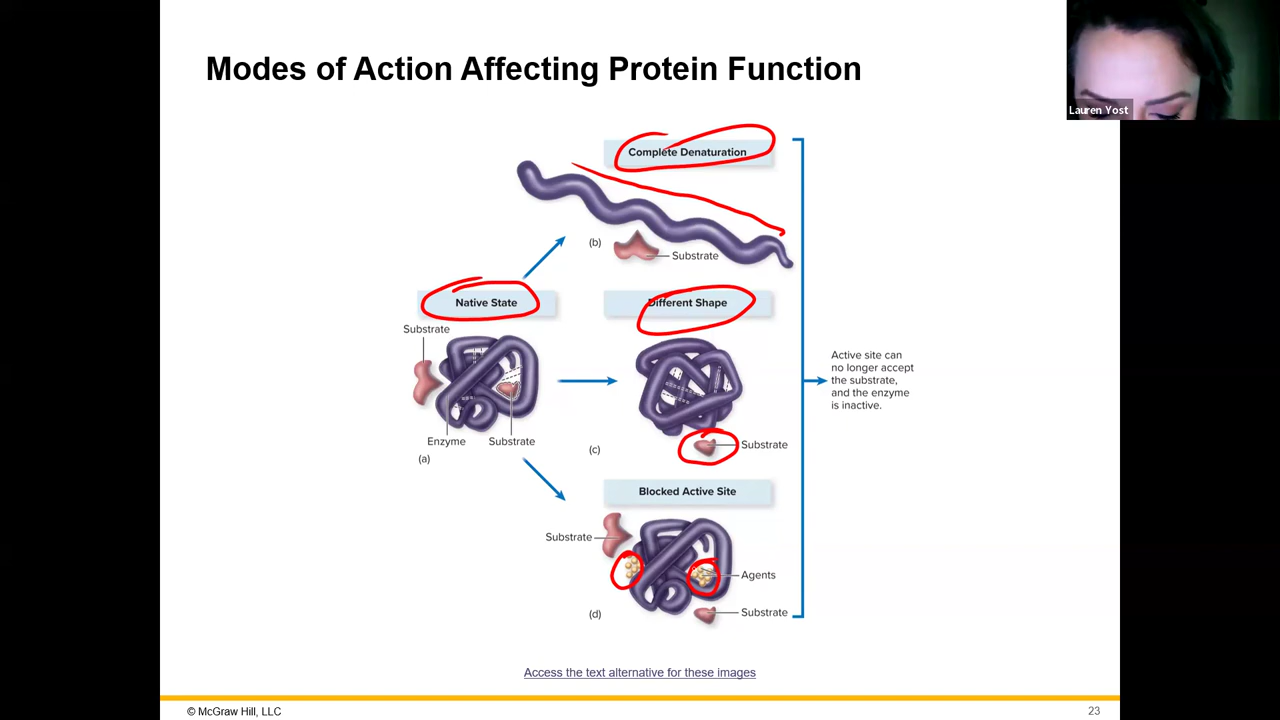 Modes of Action Affecting Protein Function
Lauren Yost
Complete Denaturation
(b)
Substrate
Native State
Different Shape
Substrate
Active site can
no longer accept
the substrate,
and the enzyme
is inactive.
Enzyme
Substrate
(a)
Substrate
(c)
Blocked Active Site
Substrate
Agents
Substrate
(d)
Access the text alternative for these images
© McGraw Hill, LLC
23